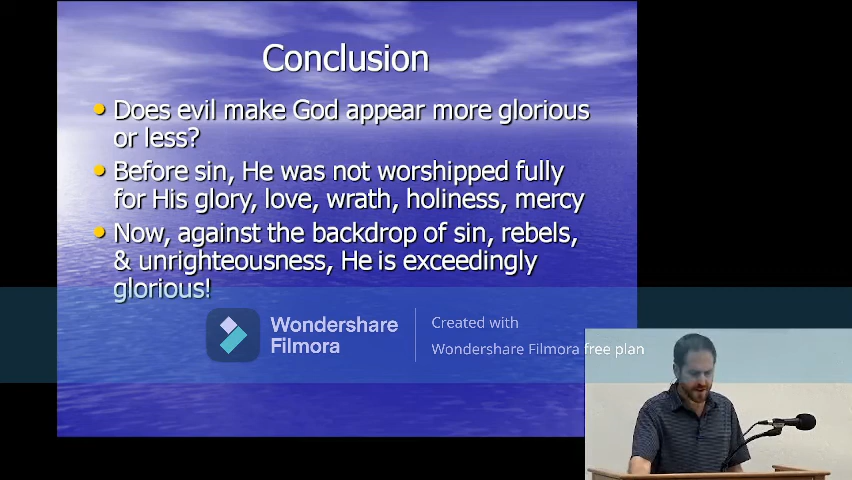 Conclusion
• Does evil make God appear more glorious
or less?
• Before sin, He was not worshipped fully
for His glory, love, wrath, holiness, mercy
• Now, against the backdrop of sin, rebels,
& unrighteousness, He is exceedingly
glorious!
Wondershare
Filmora
Created with
Wondershare Filmora free plan